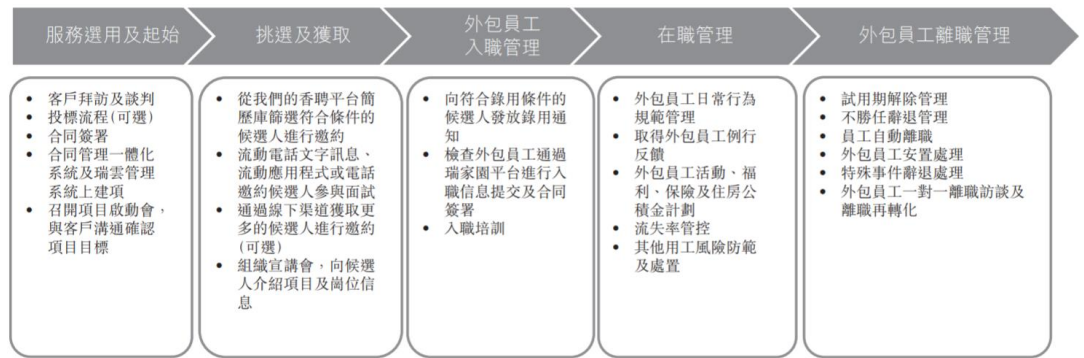 服務選用及起始
挑選及獲取
外包員工
入職管理
在職管理
外包員工離職管理
• 客戶拜訪及談判
• 投標流程(可選)
• 合同簽署
• 合同管理一體化
系統及瑞雲管理
系統上建項
• 召開項目啟動會，
與客戶溝通確認
項目目標
• 從我們的香聘平台簡
歷庫篩選符合條件的
候選人進行邀約
• 流動電話文字訊息、
流動應用程式或電話
邀約候選人參與面試
• 通過線下渠道獲取更
多的候選人進行邀約
(可選)
• 組織宣講會，向候選
人介紹項目及崗位信
息
• 向符合錄用條件的
候選人發放錄用通
知
• 檢查外包員工通過
瑞家園平台進行入
職信息提交及合同
簽署
• 入職培訓
• 外包員工日常行為
規範管理
• 取得外包員工例行
反饋
• 外包員工活動、福
利、保險及住房公
積金計劃
• 流失率管控
• 其他用工風險防範
及處置
• 試用期解除管理
• 不勝任辭退管理
• 員工自動離職
• 外包員工安置處理
• 特殊事件辭退處理
• 外包員工一對一離職訪談及
離職再轉化